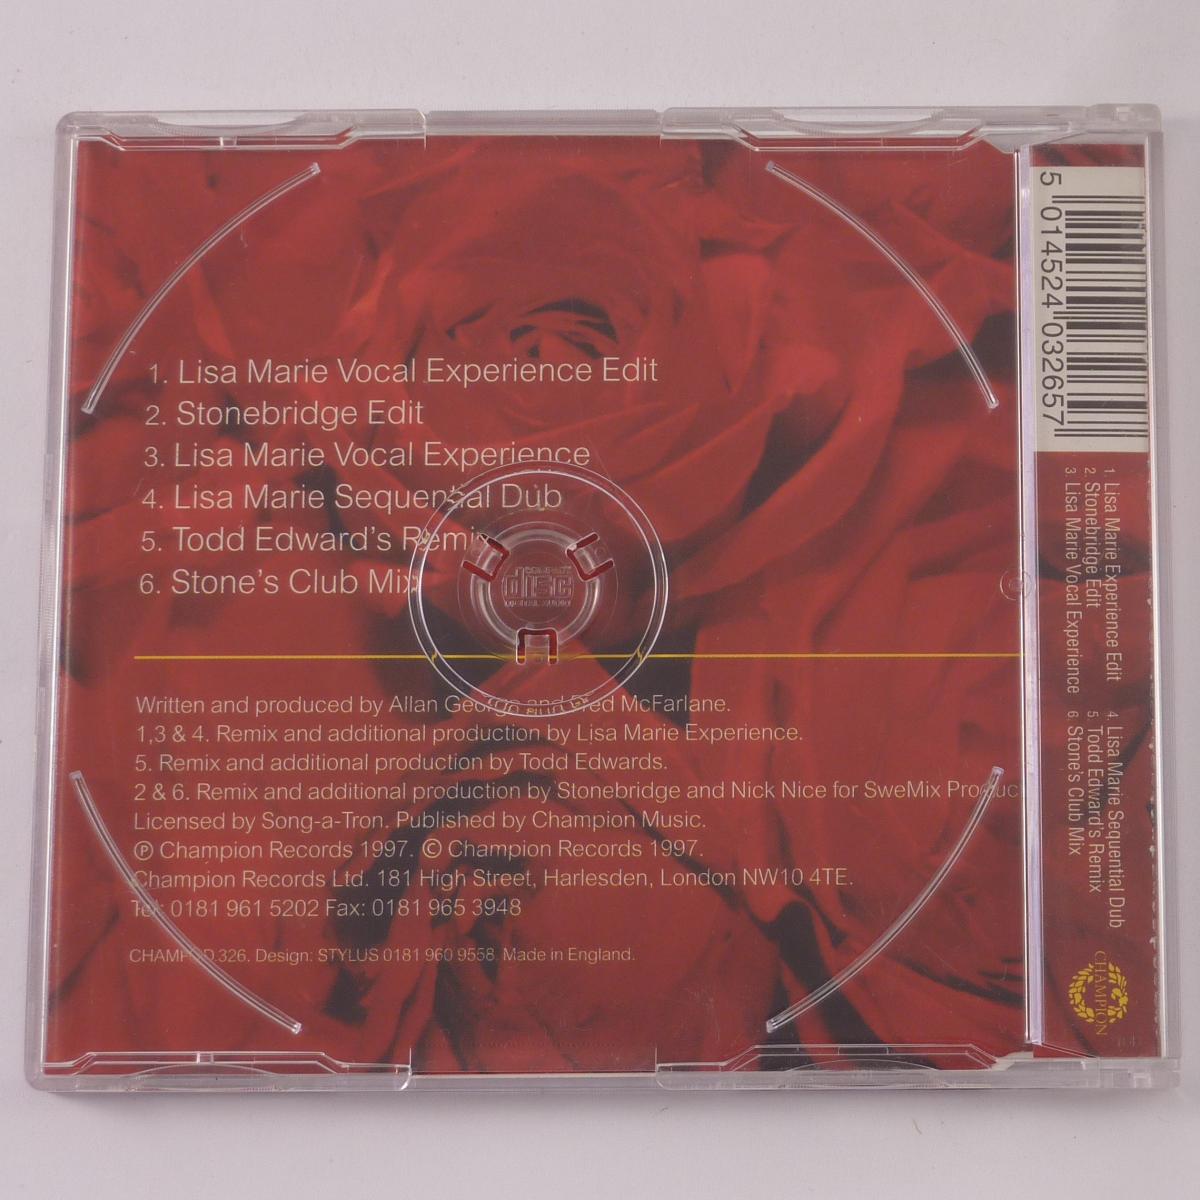 1. Lisa Marie Vocal Experience Edit
2. Stonebridge Edit
3. Lisa Marie Vocal Experience
4. Lisa Marie Sequential Dub
5. Todd Edward's Remix
6. Stone's Club Mix
COMPACT
disc
DIGITAL AUDIO
Written and produced by Allan George and Fred McFarlane.
1,3 & 4. Remix and additional production by Lisa Marie Experience.
5. Remix and additional production by Todd Edwards.
2 & 6. Remix and additional production by Stonebridge and Nick Nice for SweMix Produc
Licensed by Song-a-Tron. Published by Champion Music.
℗ Champion Records 1997. © Champion Records 1997.
Champion Records Ltd. 181 High Street, Harlesden, London NW10 4TE.
Tel: 0181 961 5202 Fax: 0181 965 3948
CHAMPCD 326. Design: STYLUS 0181 960 9558. Made in England.
5 014524 032657
1 Lisa Marie Experience Edit
2 Stonebridge Edit
3 Lisa Marie Vocal Experience
4. Lisa Marie Sequential Dub
5. Todd Edward's Remix
6. Stone's Club Mix
CHAMPION